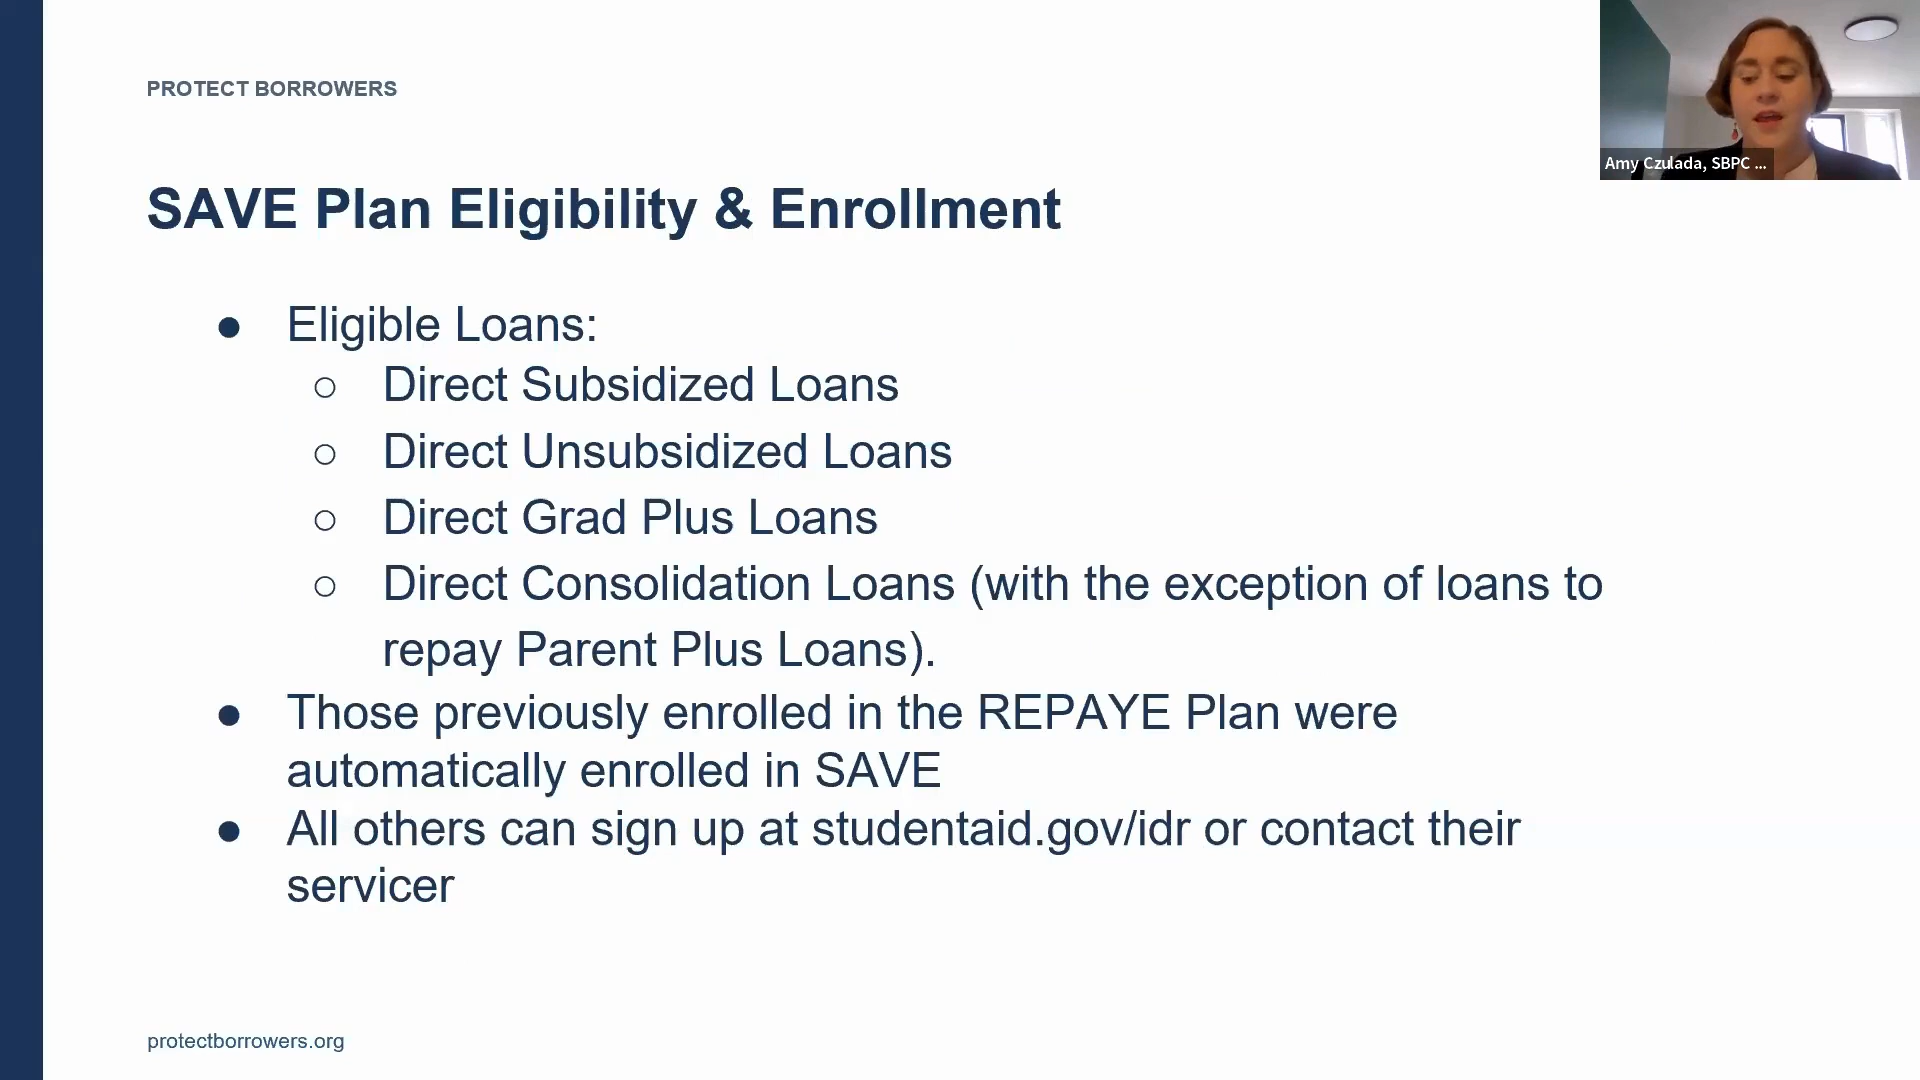 PROTECT BORROWERS
Amy Czulada, SBPC ...
SAVE Plan Eligibility & Enrollment
● Eligible Loans:
○ Direct Subsidized Loans
○ Direct Unsubsidized Loans
○ Direct Grad Plus Loans
○ Direct Consolidation Loans (with the exception of loans to
repay Parent Plus Loans).
● Those previously enrolled in the REPAYE Plan were
automatically enrolled in SAVE
● All others can sign up at studentaid.gov/idr or contact their
servicer
protectborrowers.org